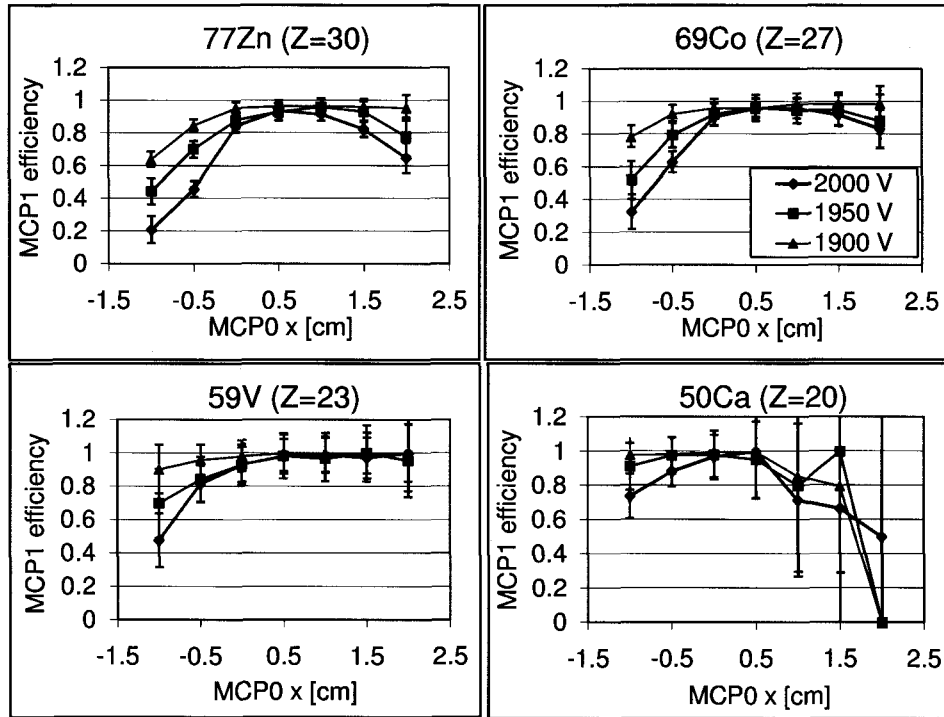 77Zn (Z=30)
MCP1 efficiency
1.2
1
0.8
0.6
0.4
0.2
0
-1.5 -0.5 0.5 1.5 2.5
MCP0 x [cm]
69Co (Z=27)
MCP1 efficiency
1.2
1
0.8
0.6
0.4
0.2
0
2000 V
1950 V
1900 V
-1.5 -0.5 0.5 1.5 2.5
MCP0 x [cm]
59V (Z=23)
MCP1 efficiency
1.2
1
0.8
0.6
0.4
0.2
0
-1.5 -0.5 0.5 1.5 2.5
MCP0 x [cm]
50Ca (Z=20)
MCP1 efficiency
1.2
1
0.8
0.6
0.4
0.2
0
-1.5 -0.5 0.5 1.5 2.5
MCP0 x [cm]